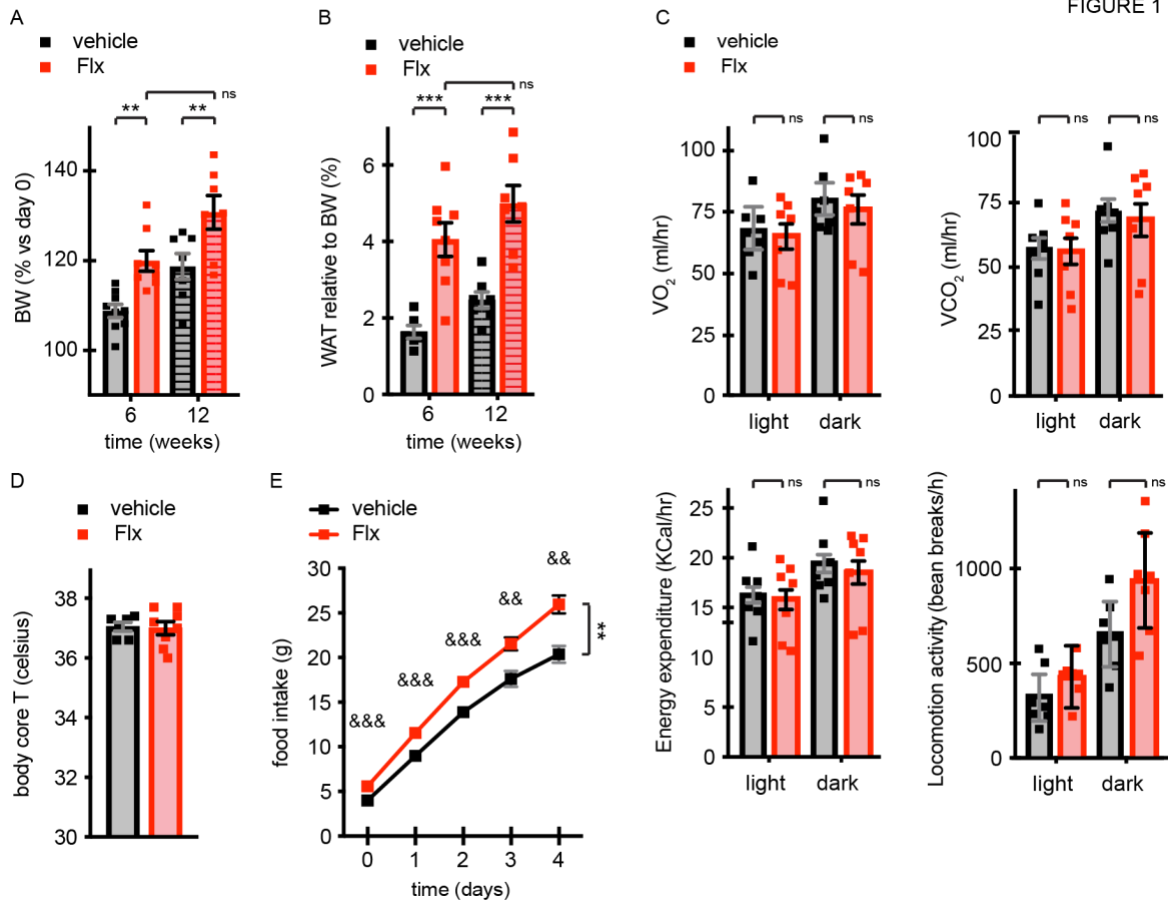 FIGURE 1
A
vehicle
Flx
ns
**
**
BW (% vs day 0)
140
120
100
6
12
time (weeks)
B
vehicle
Flx
ns
***
***
WAT relative to BW (%)
6
4
2
0
6
12
time (weeks)
C
vehicle
Flx
ns
ns
VO2 (ml/hr)
100
75
50
25
0
light
dark
ns
ns
VCO2 (ml/hr)
100
75
50
25
0
light
dark
D
vehicle
Flx
body core T (celsius)
38
36
34
32
30
E
vehicle
Flx
food intake (g)
30
25
20
15
10
5
0
&&&
&&&
&&&
&&
&&
**
0
1
2
3
4
time (days)
ns
ns
Energy expenditure (KCal/hr)
25
20
15
10
5
0
light
dark
ns
ns
Locomotion activity (bean breaks/h)
1000
500
0
light
dark